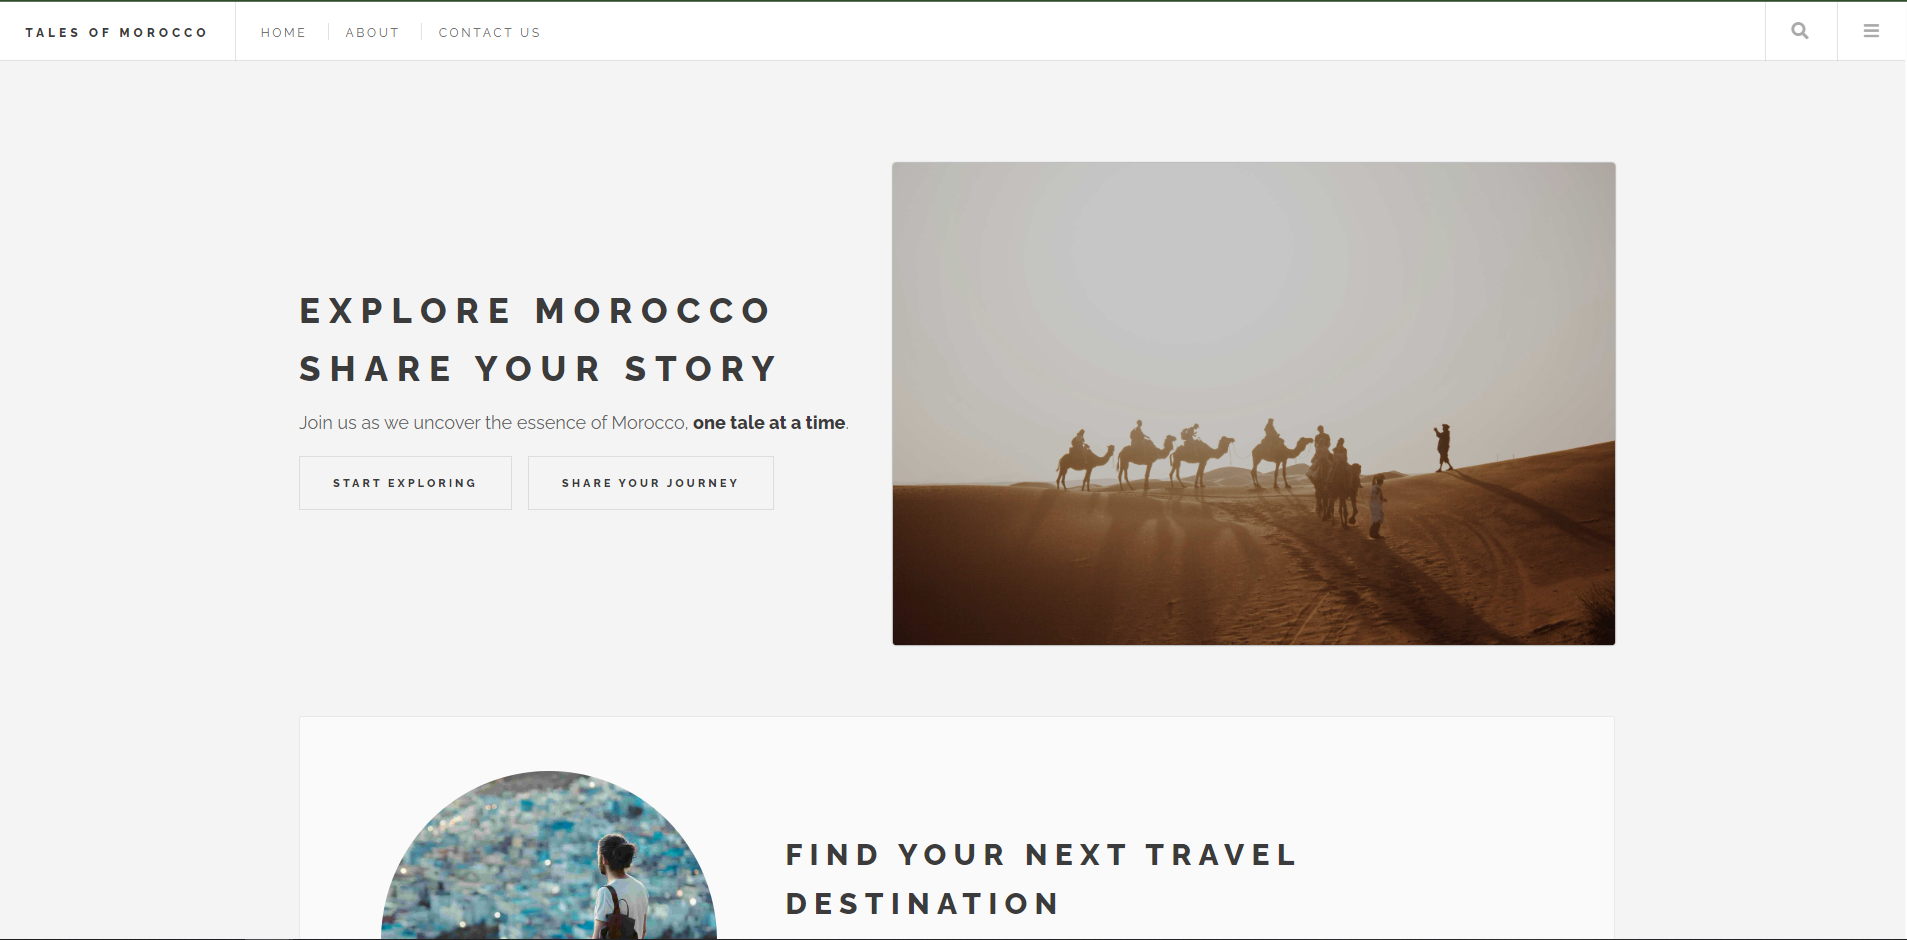 TALES OF MOROCCO
HOME
ABOUT
CONTACT US
EXPLORE MOROCCO
SHARE YOUR STORY
Join us as we uncover the essence of Morocco, one tale at a time.
START EXPLORING
SHARE YOUR JOURNEY
FIND YOUR NEXT TRAVEL
DESTINATION